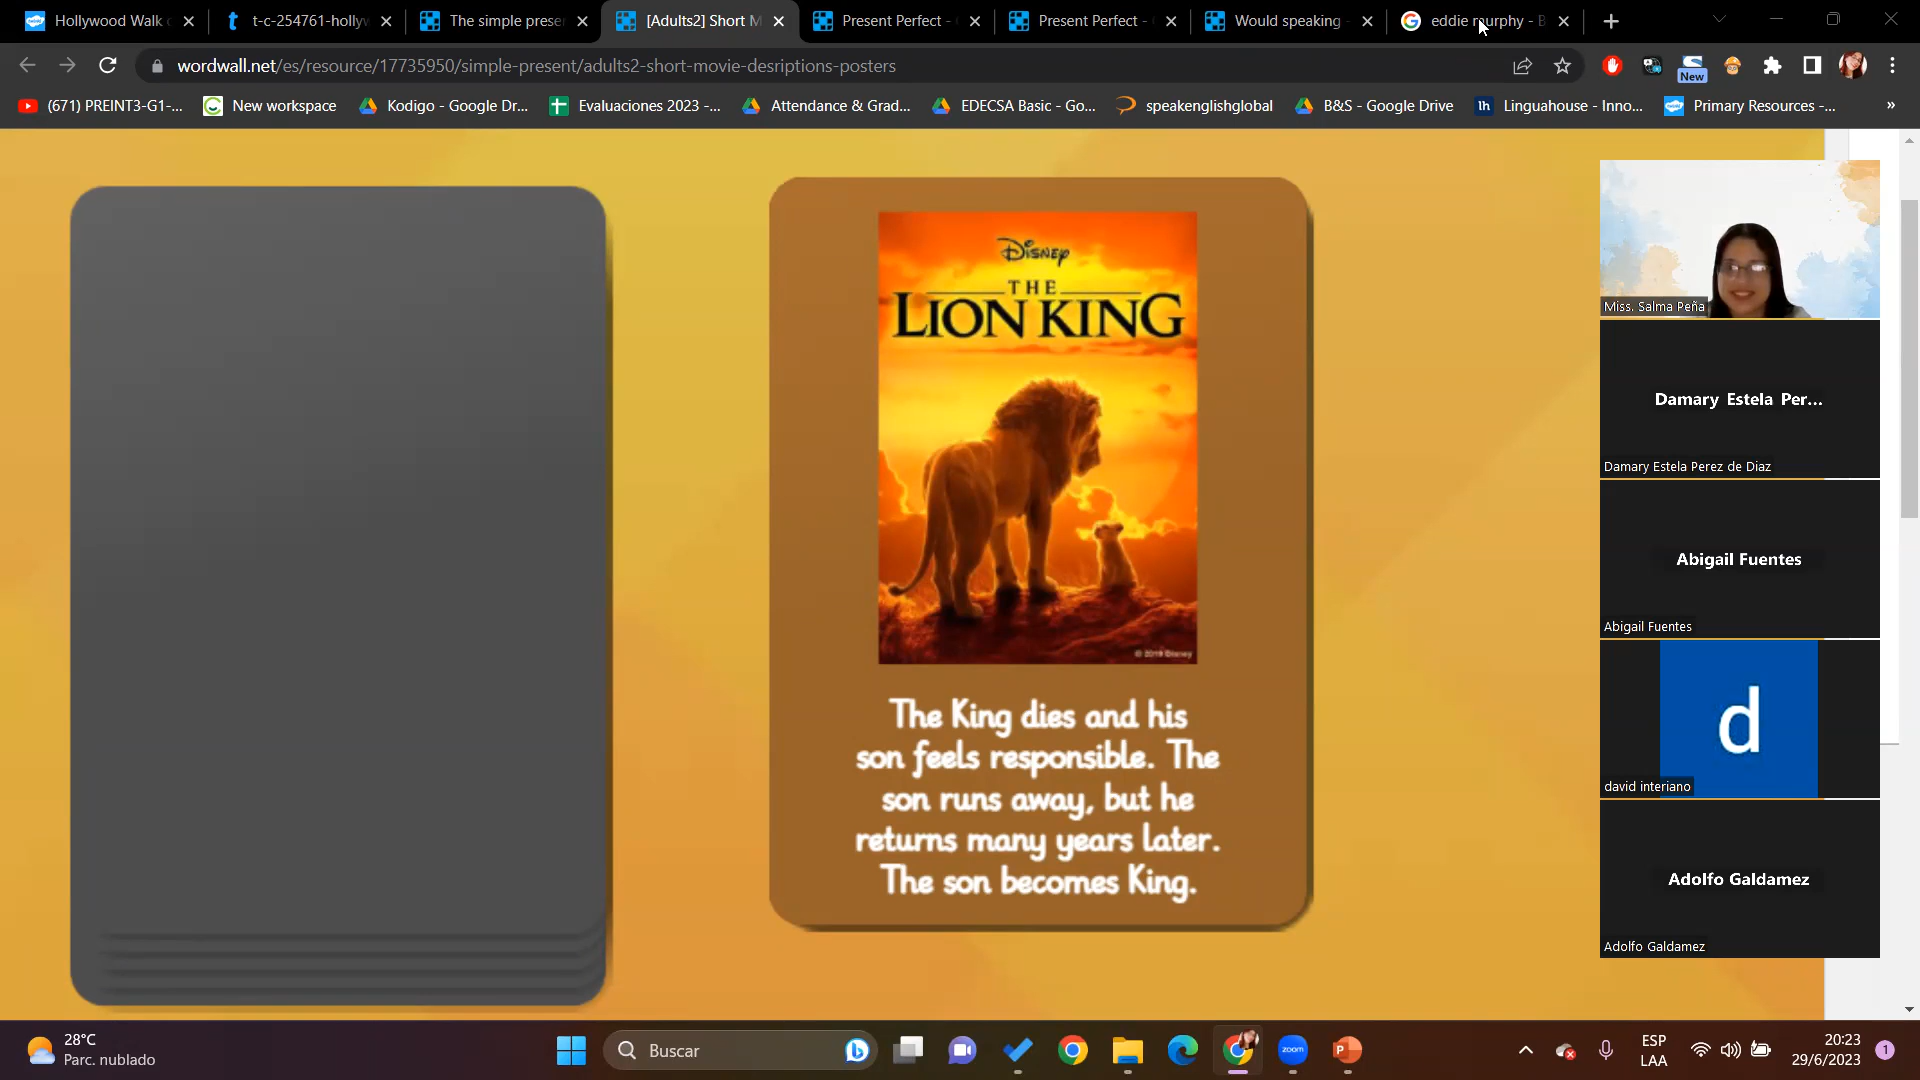 Hollywood Walk o
t-c-254761-hollyw
The simple presen
[Adults2] Short M
Present Perfect -
Present Perfect -
Would speaking -
eddie murphy - B
wordwall.net/es/resource/17735950/simple-present/adults2-short-movie-desriptions-posters
New
(671) PREINT3-G1-...
New workspace
Kodigo - Google Dr...
Evaluaciones 2023 -...
Attendance & Grad...
EDECSA Basic - Go...
speakenglishglobal
B&S - Google Drive
lh
Linguahouse - Inno...
Primary Resources -...
»
Disney
THE
LION KING
© 2019 Disney
The King dies and his
son feels responsible. The
son runs away, but he
returns many years later.
The son becomes King.
Miss. Salma Peña
Damary Estela Per...
Damary Estela Perez de Diaz
Abigail Fuentes
Abigail Fuentes
d
david interiano
Adolfo Galdamez
Adolfo Galdamez
28°C
Parc. nublado
Buscar
zoom
ESP
LAA
20:23
29/6/2023
1